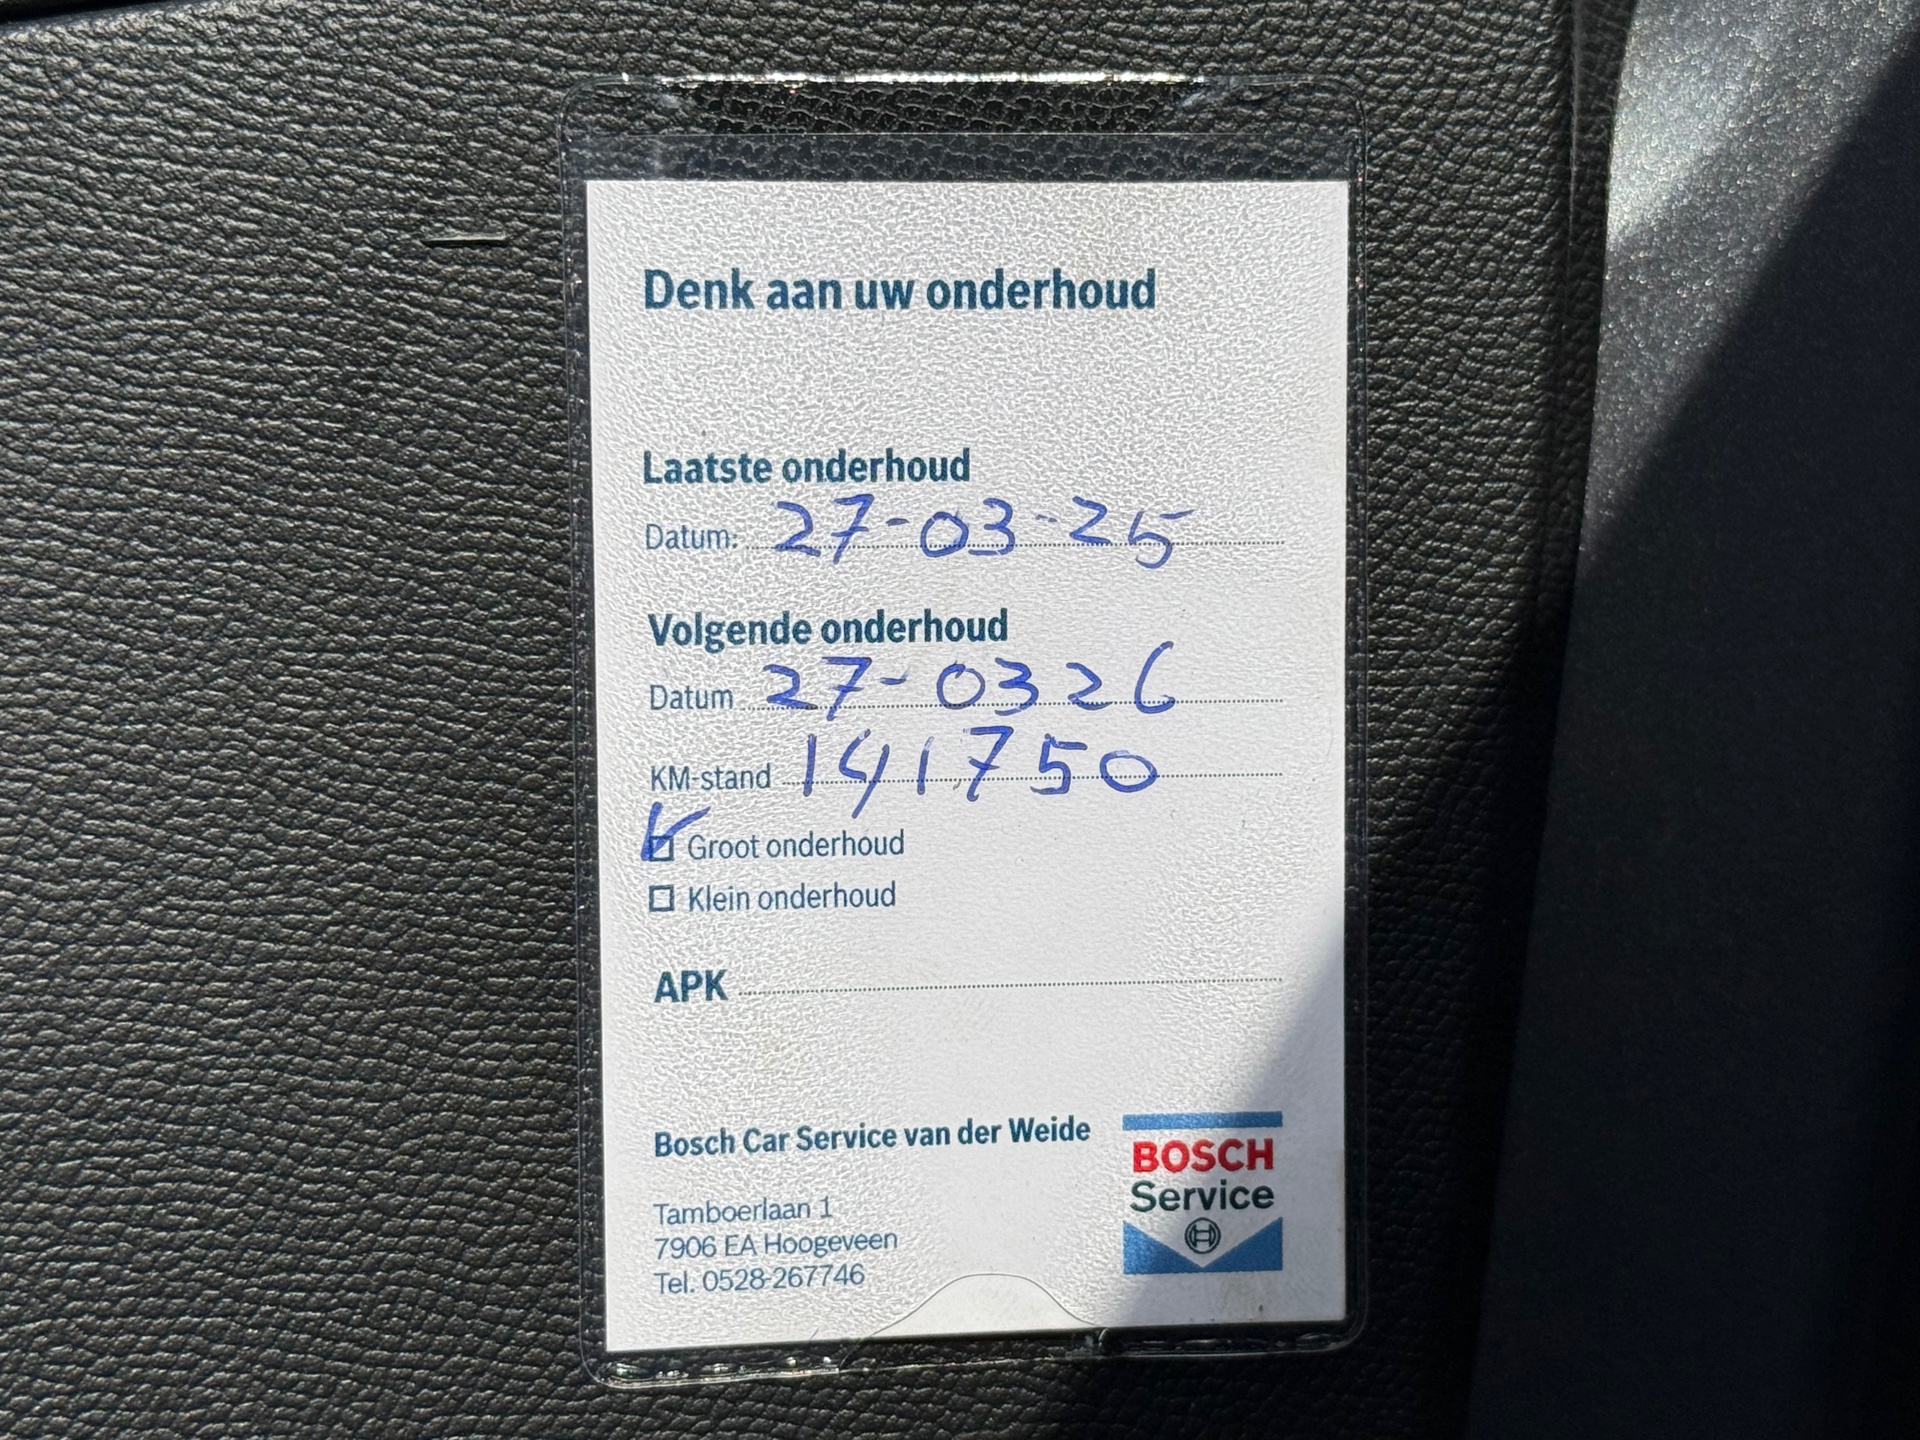 Denk aan uw onderhoud
Laatste onderhoud
Datum: 27-03-25
Volgende onderhoud
Datum 27-0326
KM-stand 141750
Groot onderhoud
Klein onderhoud
APK
Bosch Car Service van der Weide
Tamboerlaan 1
7906 EA Hoogeveen
Tel. 0528-267746
BOSCH
Service